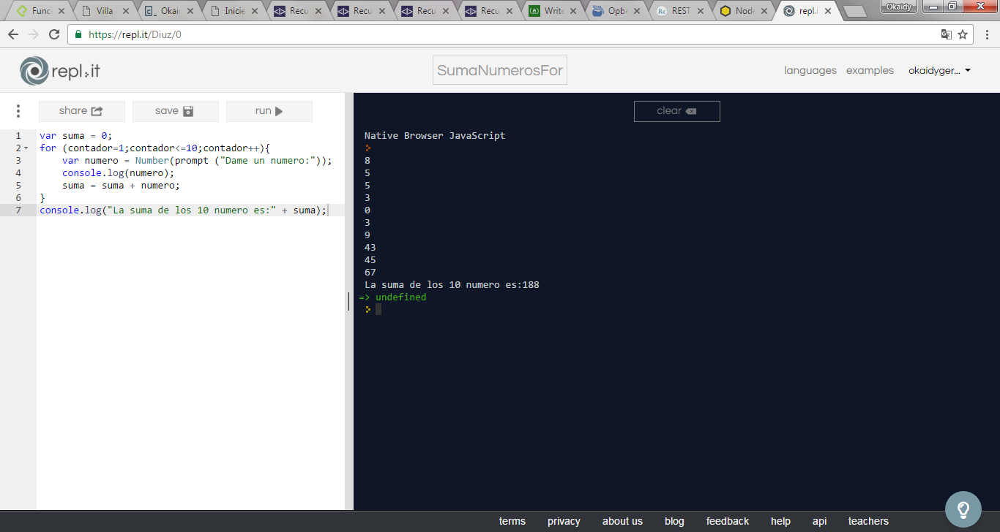 Funci Villa Okaid Inicie Recu Recu Recu Recu Write Opbe REST Node repl.i Okaidy
https://repl.it/Diuz/0
repl.it SumaNumerosFor languages examples okaidyger...
share save run clear
1 var suma = 0;
2 for (contador=1;contador<=10;contador++){
3 var numero = Number(prompt ("Dame un numero:"));
4 console.log(numero);
5 suma = suma + numero;
6 }
7 console.log("La suma de los 10 numero es:" + suma);
Native Browser JavaScript
8
5
5
3
0
3
9
43
45
67
La suma de los 10 numero es:188
=> undefined
terms privacy about us blog feedback help api teachers